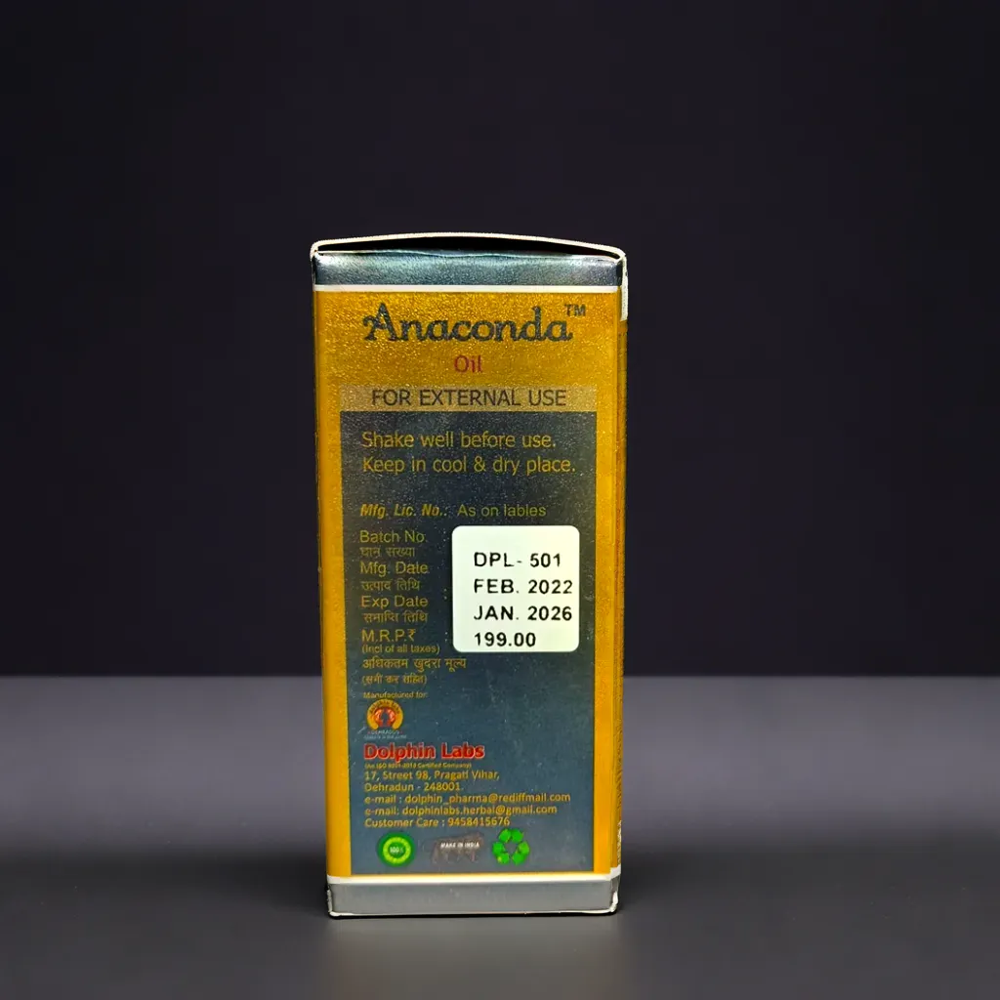 Anaconda™
Oil
FOR EXTERNAL USE
Shake well before use.
Keep in cool & dry place.
Mfg. Lic. No.: As on lables
Batch No. DPL- 501
घान संख्या
Mfg. Date FEB. 2022
उत्पाद तिथि
Exp Date JAN. 2026
समाप्ति तिथि
M.R.P.₹ 199.00
(Incl of all taxes)
अधिकतम खुदरा मूल्य
(सभी कर सहित)
Manufactured for:
Dolphin Labs
Certified Company)
17, Street 98, Pragati Vihar,
Dehradun - 248001.
e-mail : dolphin_pharma@rediffmail.com
e-mail: dolphinlabs.herbal@gmail.com
Customer Care : 9458415676
MAKE IN INDIA